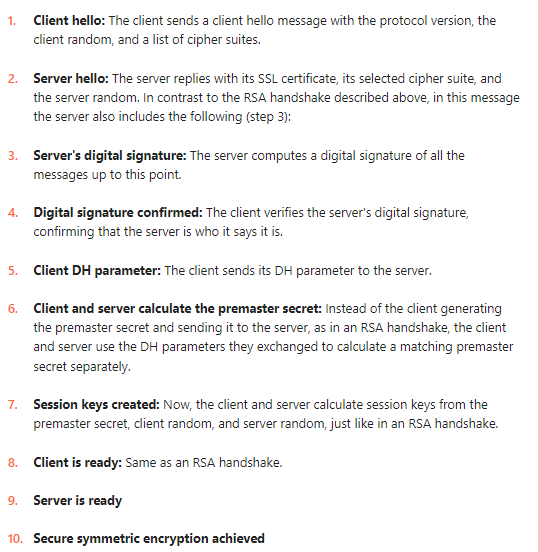 1. Client hello: The client sends a client hello message with the protocol version, the
client random, and a list of cipher suites.
2. Server hello: The server replies with its SSL certificate, its selected cipher suite, and
the server random. In contrast to the RSA handshake described above, in this message
the server also includes the following (step 3):
3. Server's digital signature: The server computes a digital signature of all the
messages up to this point.
4. Digital signature confirmed: The client verifies the server's digital signature,
confirming that the server is who it says it is.
5. Client DH parameter: The client sends its DH parameter to the server.
6. Client and server calculate the premaster secret: Instead of the client generating
the premaster secret and sending it to the server, as in an RSA handshake, the client
and server use the DH parameters they exchanged to calculate a matching premaster
secret separately.
7. Session keys created: Now, the client and server calculate session keys from the
premaster secret, client random, and server random, just like in an RSA handshake.
8. Client is ready: Same as an RSA handshake.
9. Server is ready
10. Secure symmetric encryption achieved